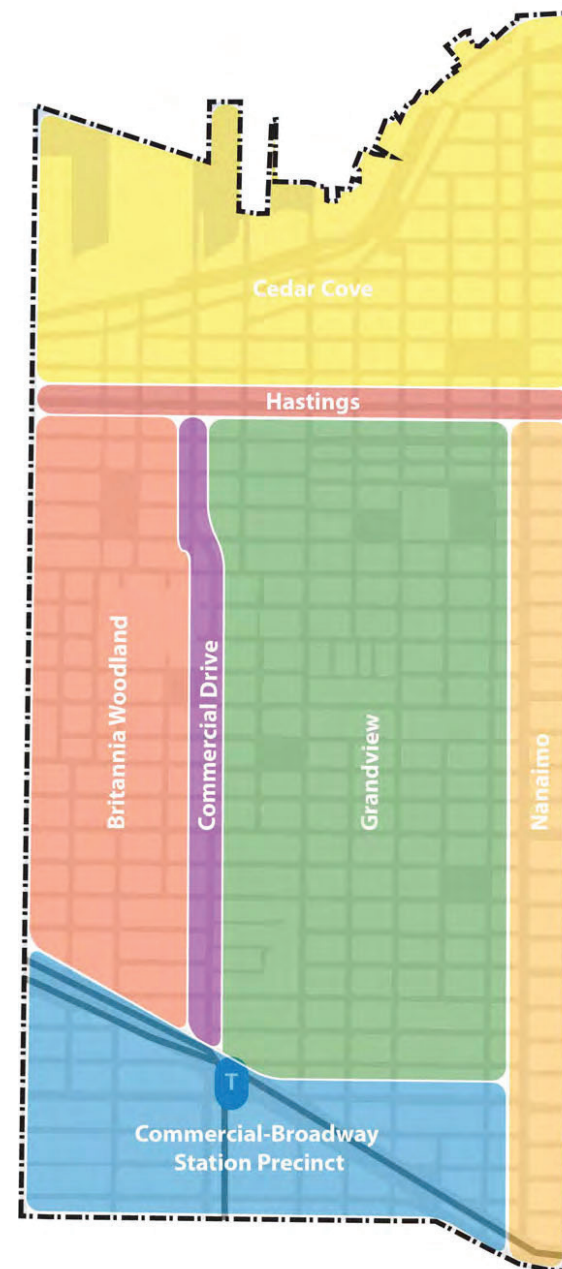 Cedar Cove
Hastings
Britannia Woodland
Commercial Drive
Grandview
Nanaimo
T
Commercial-Broadway
Station Precinct